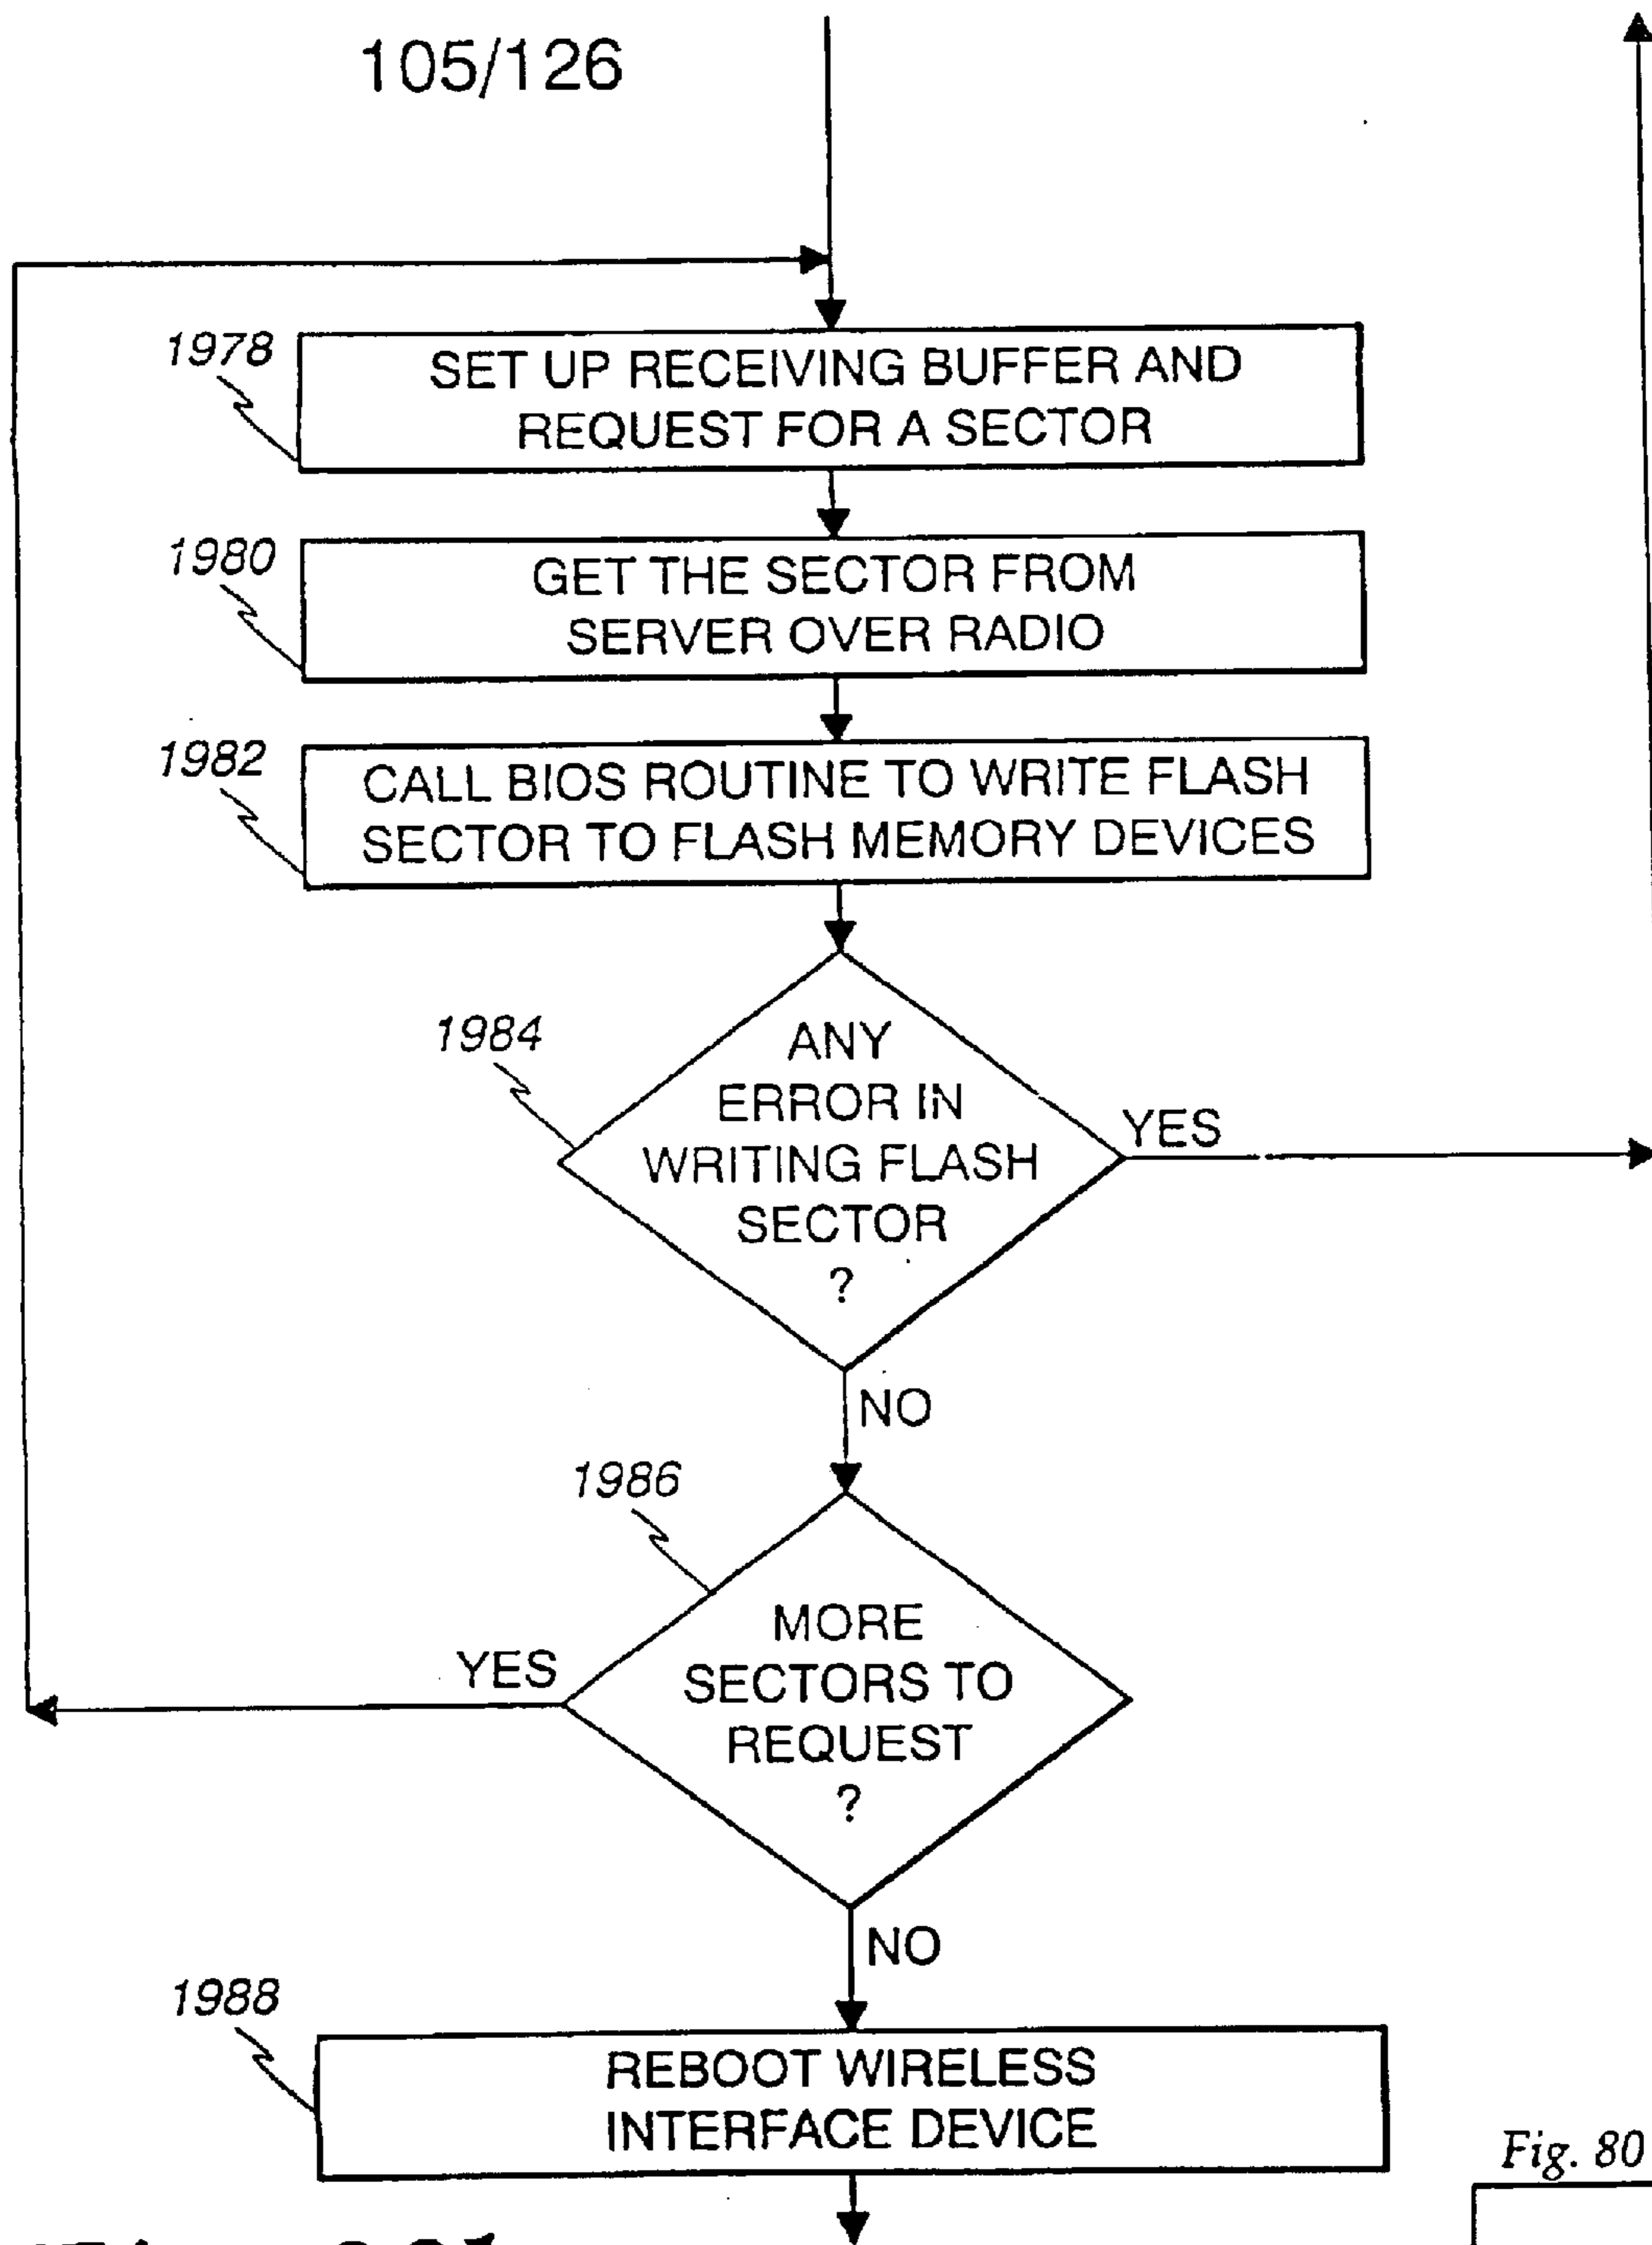 105/126
1978
SET UP RECEIVING BUFFER AND
REQUEST FOR A SECTOR
1980
GET THE SECTOR FROM
SERVER OVER RADIO
1982
CALL BIOS ROUTINE TO WRITE FLASH
SECTOR TO FLASH MEMORY DEVICES
1984
ANY
ERROR IN
WRITING FLASH
SECTOR
?
YES
NO
1986
MORE
SECTORS TO
REQUEST
?
YES
NO
1988
REBOOT WIRELESS
INTERFACE DEVICE
Fig. 80